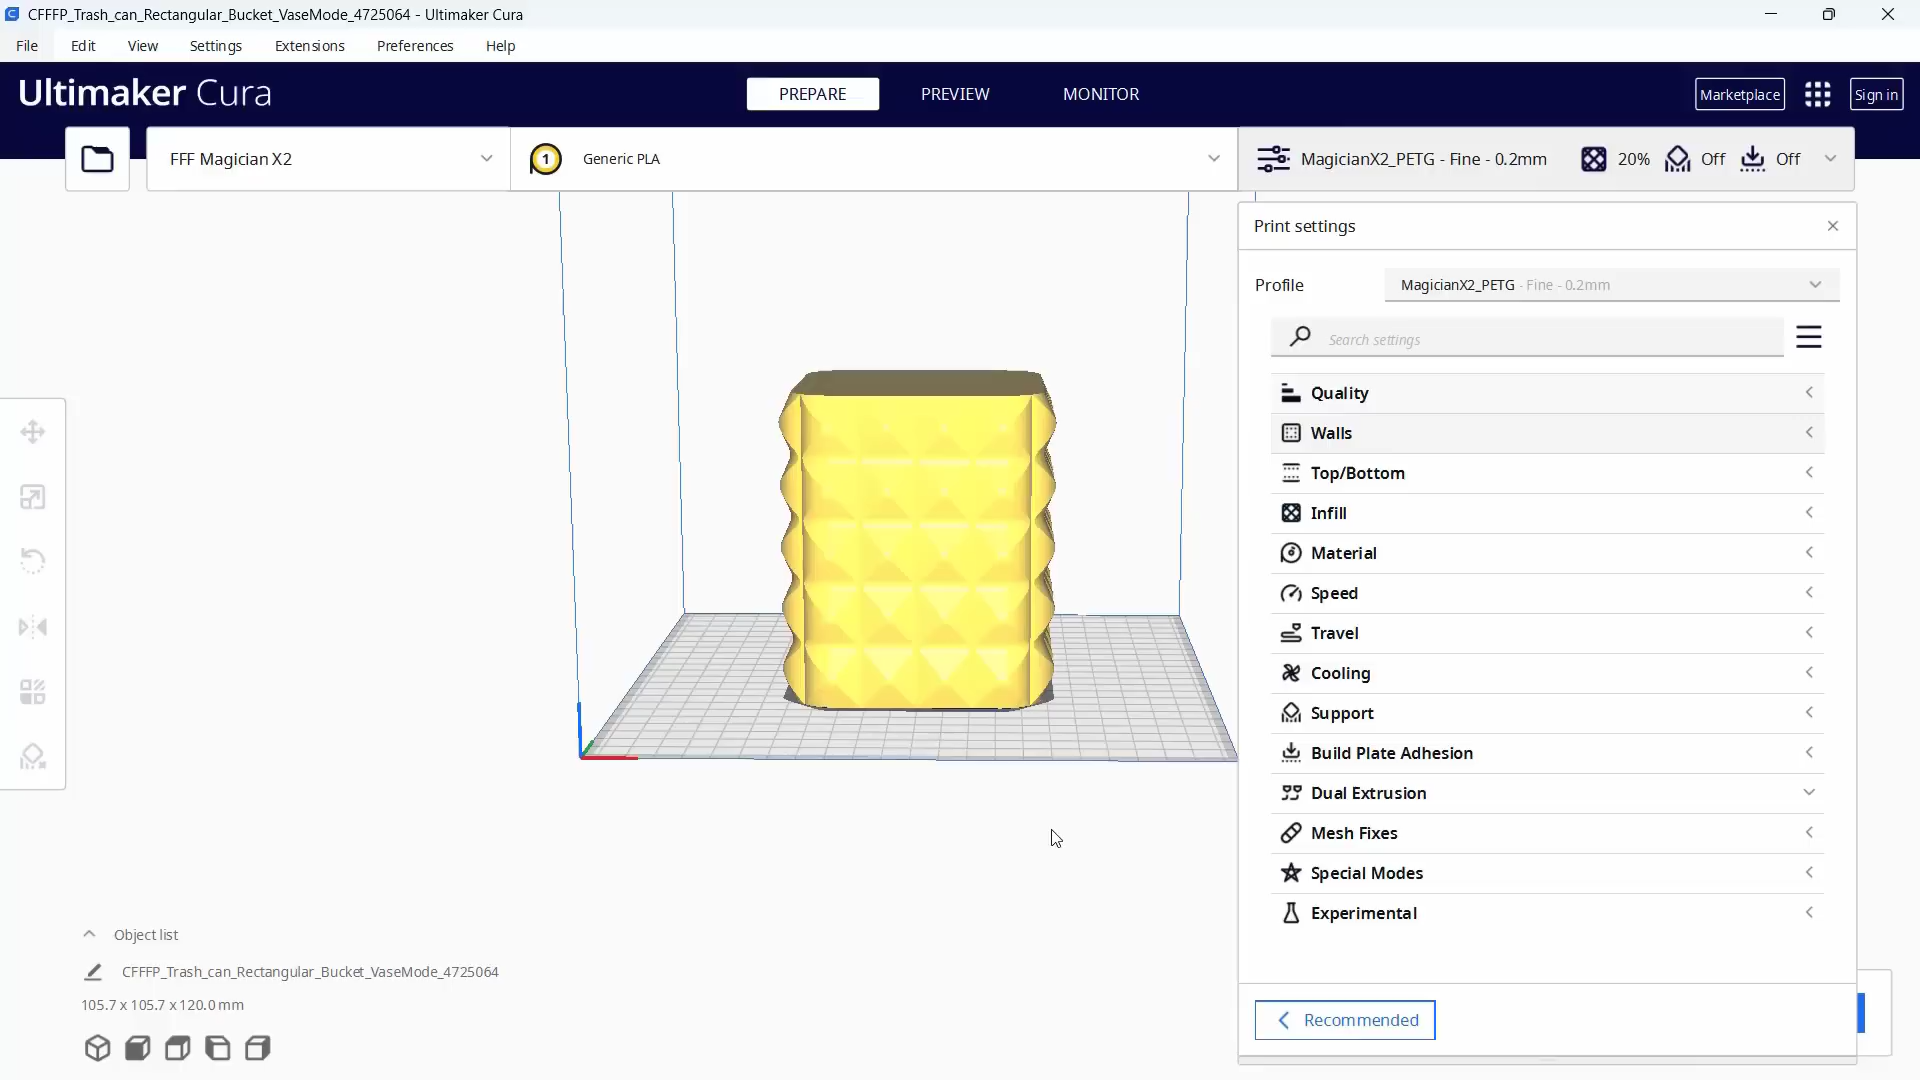 CFFFP_Trash_can_Rectangular_Bucket_VaseMode_4725064 - Ultimaker Cura
File Edit View Settings Extensions Preferences Help
Ultimaker Cura
PREPARE PREVIEW MONITOR
Marketplace Sign in
FFF Magician X2
1 Generic PLA
MagicianX2_PETG - Fine - 0.2mm 20% Off Off
Print settings
Profile MagicianX2_PETG - Fine - 0.2mm
Search settings
Quality
Walls
Top/Bottom
Infill
Material
Speed
Travel
Cooling
Support
Build Plate Adhesion
Dual Extrusion
Mesh Fixes
Special Modes
Experimental
Recommended
Object list
CFFFP_Trash_can_Rectangular_Bucket_VaseMode_4725064
105.7 x 105.7 x 120.0 mm